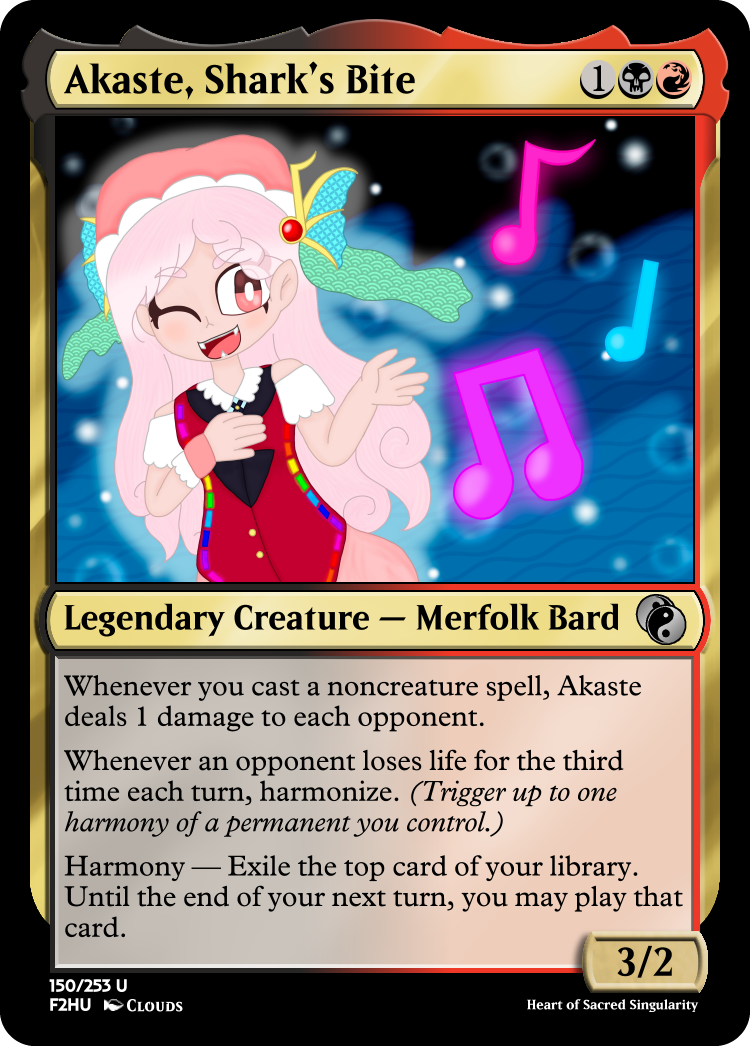 Akaste, Shark's Bite 1
Legendary Creature — Merfolk Bard
Whenever you cast a noncreature spell, Akaste
deals 1 damage to each opponent.
Whenever an opponent loses life for the third
time each turn, harmonize. (Trigger up to one
harmony of a permanent you control.)
Harmony — Exile the top card of your library.
Until the end of your next turn, you may play that
card.
3/2
150/253 U
F2HU Clouds
Heart of Sacred Singularity